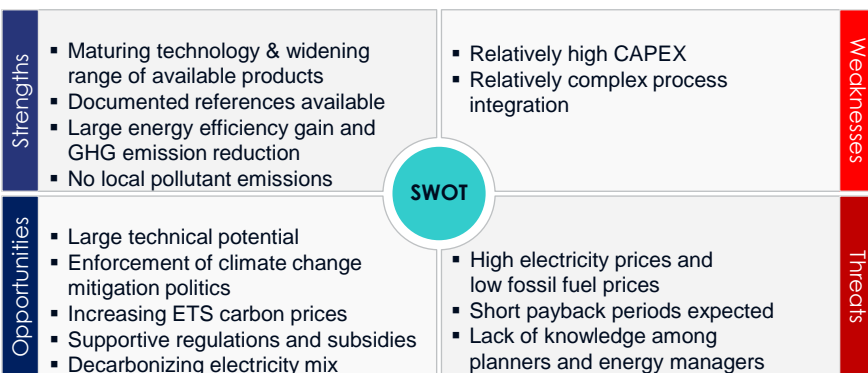 Strengths
▪ Maturing technology & widening
range of available products
▪ Documented references available
▪ Large energy efficiency gain and
GHG emission reduction
▪ No local pollutant emissions
▪ Relatively high CAPEX
▪ Relatively complex process
integration
Weaknesses
SWOT
Opportunities
▪ Large technical potential
▪ Enforcement of climate change
mitigation politics
▪ Increasing ETS carbon prices
▪ Supportive regulations and subsidies
▪ Decarbonizing electricity mix
▪ High electricity prices and
low fossil fuel prices
▪ Short payback periods expected
▪ Lack of knowledge among
planners and energy managers
Threats